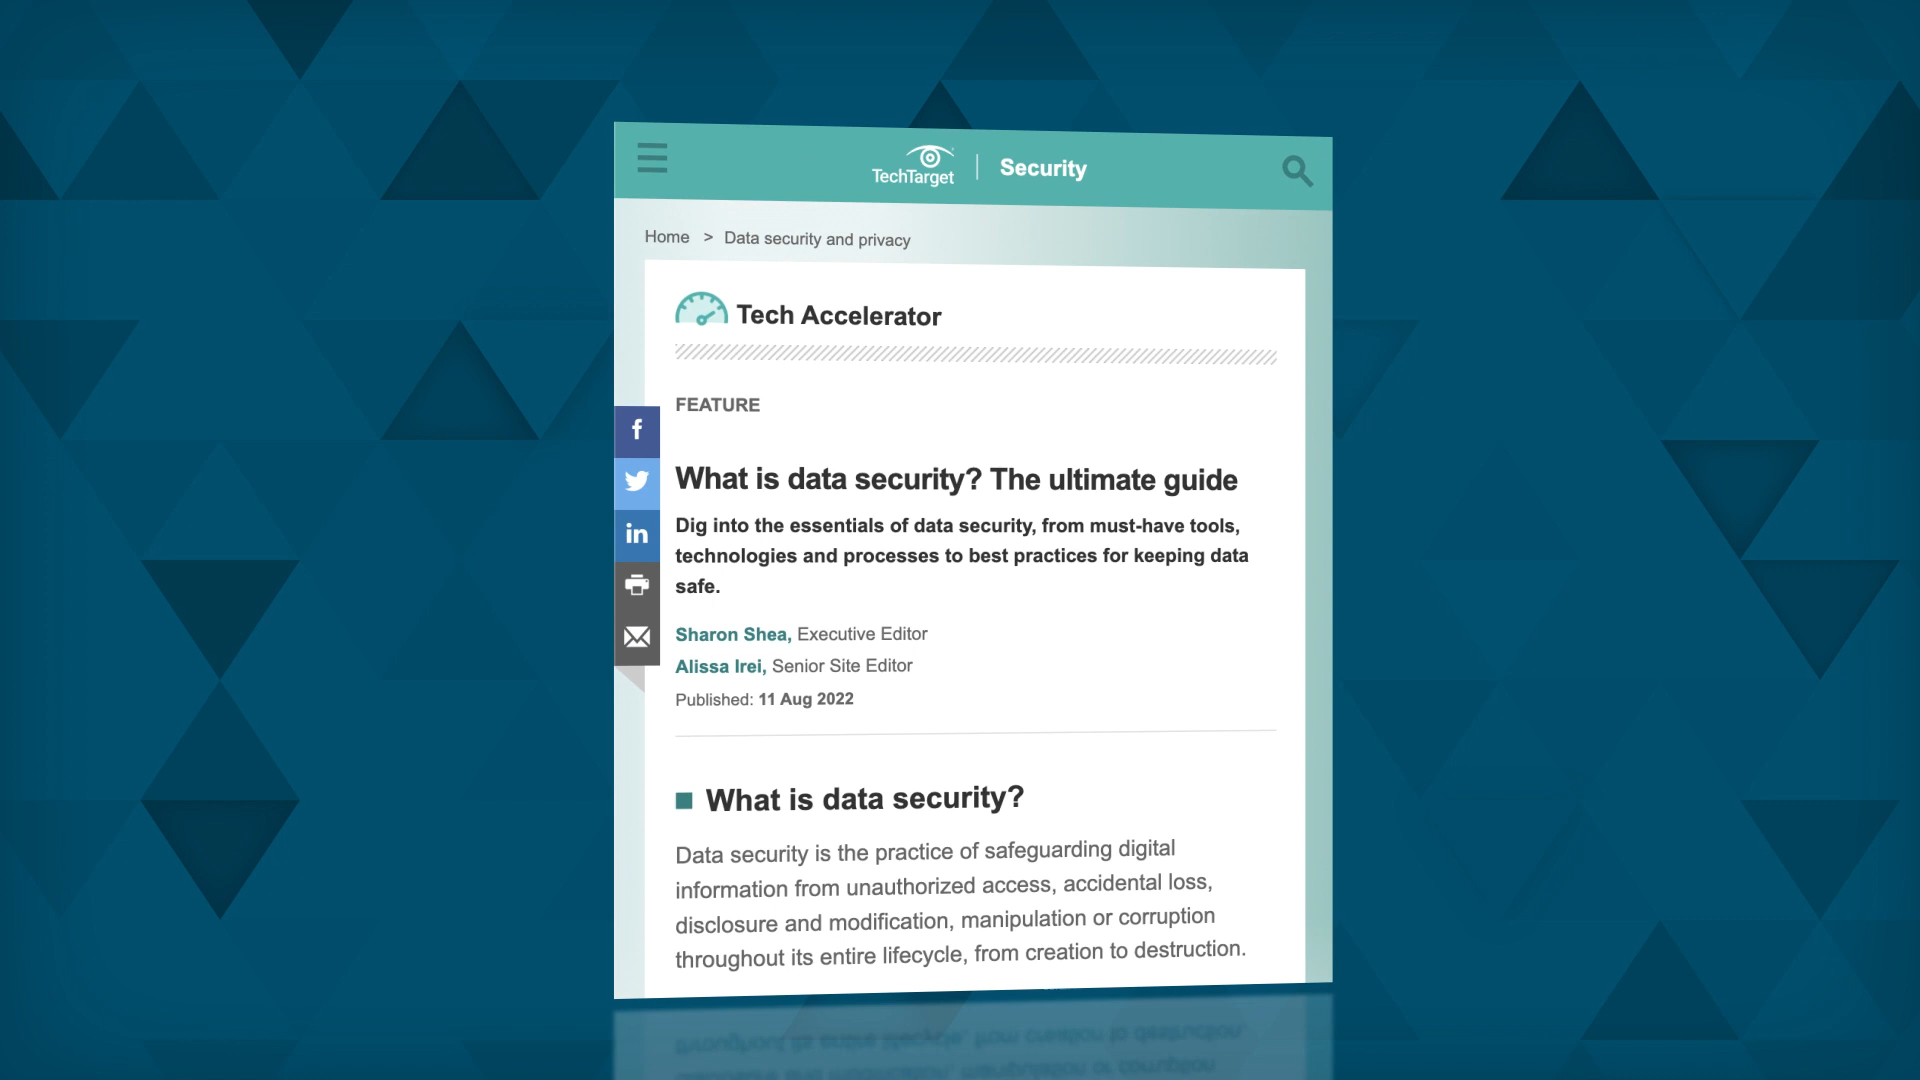 TechTarget | Security
Home > Data security and privacy
Tech Accelerator
FEATURE
What is data security? The ultimate guide
Dig into the essentials of data security, from must-have tools,
technologies and processes to best practices for keeping data
safe.
Sharon Shea, Executive Editor
Alissa Irei, Senior Site Editor
Published: 11 Aug 2022
What is data security?
Data security is the practice of safeguarding digital
information from unauthorized access, accidental loss,
disclosure and modification, manipulation or corruption
throughout its entire lifecycle, from creation to destruction.